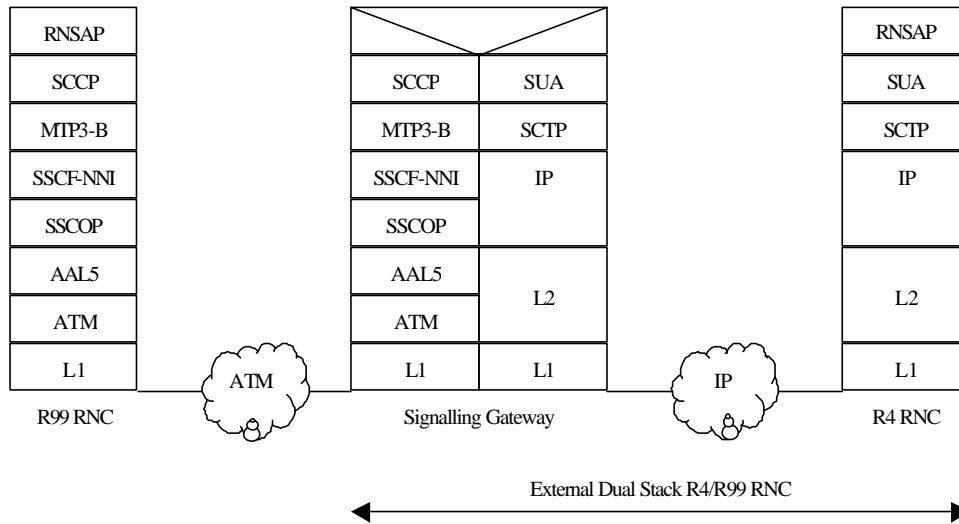 RNSAP
SCCP
MTP3-B
SSCF-NNI
SSCOP
AAL5
ATM
L1
R99 RNC
ATM
SCCP
MTP3-B
SSCF-NNI
SSCOP
AAL5
ATM
L1
SUA
SCTP
IP
L2
L1
Signalling Gateway
IP
RNSAP
SUA
SCTP
IP
L2
L1
R4 RNC
External Dual Stack R4/R99 RNC